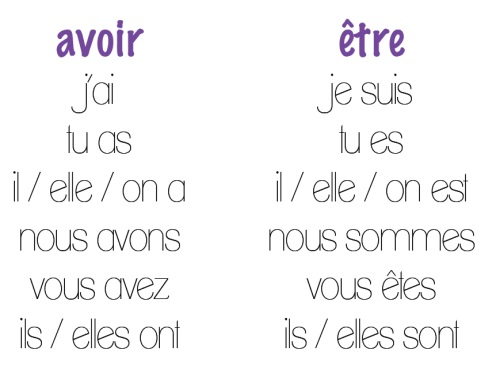 avoir
j'ai
tu as
il / elle / on a
nous avons
vous avez
ils / elles ont
être
je suis
tu es
il / elle / on est
nous sommes
vous êtes
ils / elles sont